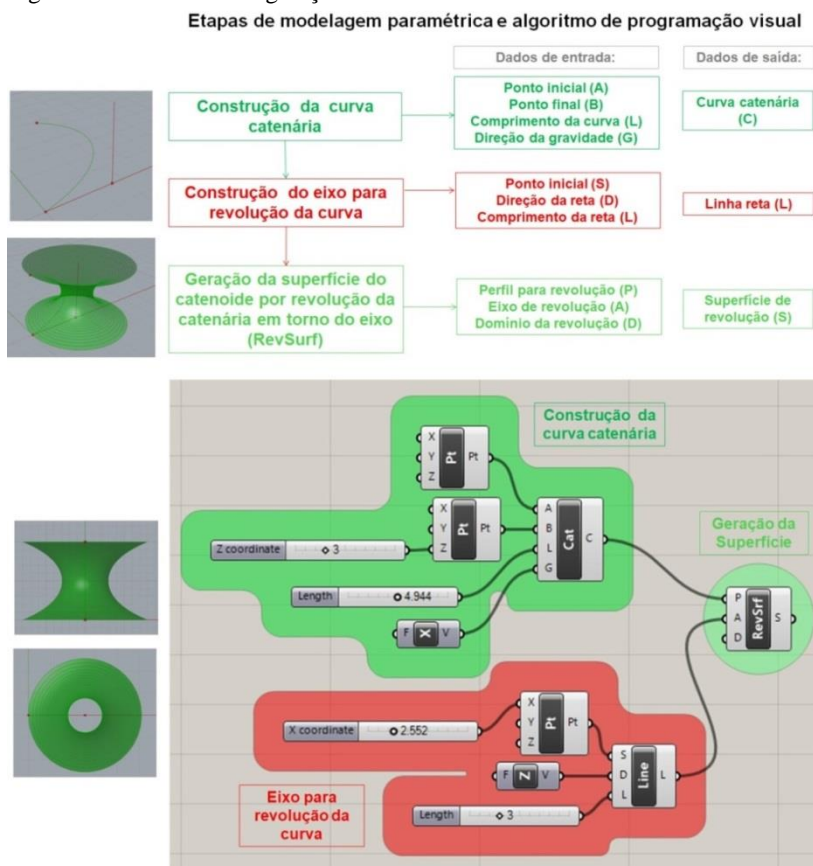 Etapas de modelagem paramétrica e algoritmo de programação visual
Dados de entrada:
Dados de saída:
Construção da curva
catenária
Ponto inicial (A)
Ponto final (B)
Comprimento da curva (L)
Direção da gravidade (G)
Curva catenária
(C)
Construção do eixo para
revolução da curva
Ponto inicial (S)
Direção da reta (D)
Comprimento da reta (L)
Linha reta (L)
Geração da superfície do
catenoide por revolução da
catenária em torno do eixo
(RevSurf)
Perfil para revolução (P)
Eixo de revolução (A)
Domínio da revolução (D)
Superfície de
revolução (S)
Construção da
curva catenária
X
Y
Z
Pt
Pt
X
Y
Z
Pt
Pt
Z coordinate
3
Length
4.944
F
X
V
A
B
L
G
Cat
C
Geração da
Superfície
P
A
D
RevSrf
S
X coordinate
2.552
X
Y
Z
Pt
Pt
F
Z
V
S
D
L
Line
L
Length
3
Eixo para
revolução da
curva